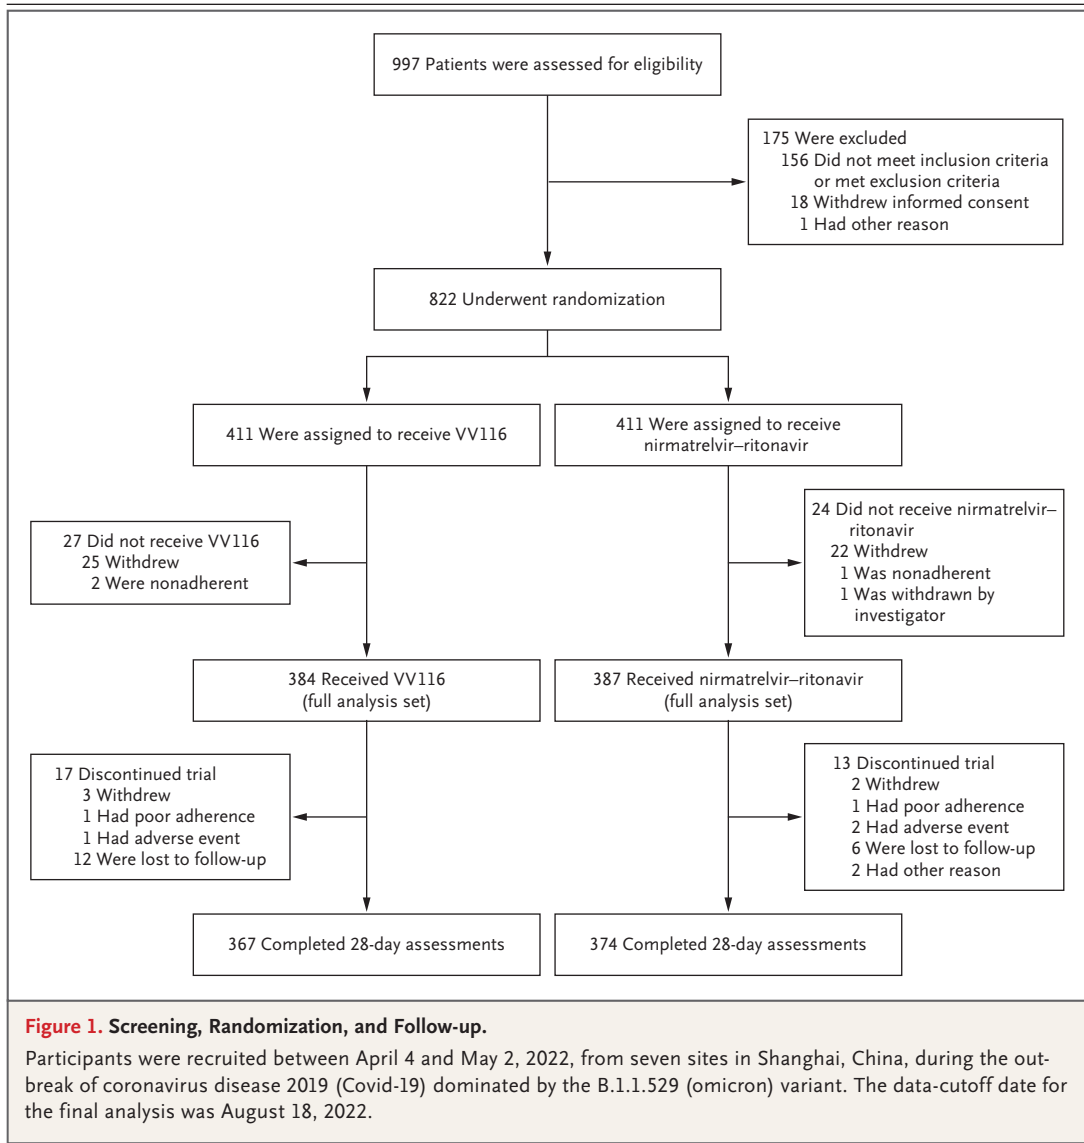 997 Patients were assessed for eligibility
175 Were excluded
156 Did not meet inclusion criteria
or met exclusion criteria
18 Withdrew informed consent
1 Had other reason
822 Underwent randomization
411 Were assigned to receive VV116
411 Were assigned to receive
nirmatrelvir–ritonavir
27 Did not receive VV116
25 Withdrew
2 Were nonadherent
24 Did not receive nirmatrelvir–
ritonavir
22 Withdrew
1 Was nonadherent
1 Was withdrawn by
investigator
384 Received VV116
(full analysis set)
387 Received nirmatrelvir–ritonavir
(full analysis set)
17 Discontinued trial
3 Withdrew
1 Had poor adherence
1 Had adverse event
12 Were lost to follow-up
13 Discontinued trial
2 Withdrew
1 Had poor adherence
2 Had adverse event
6 Were lost to follow-up
2 Had other reason
367 Completed 28-day assessments
374 Completed 28-day assessments
Figure 1. Screening, Randomization, and Follow-up.
Participants were recruited between April 4 and May 2, 2022, from seven sites in Shanghai, China, during the out-
break of coronavirus disease 2019 (Covid-19) dominated by the B.1.1.529 (omicron) variant. The data-cutoff date for
the final analysis was August 18, 2022.